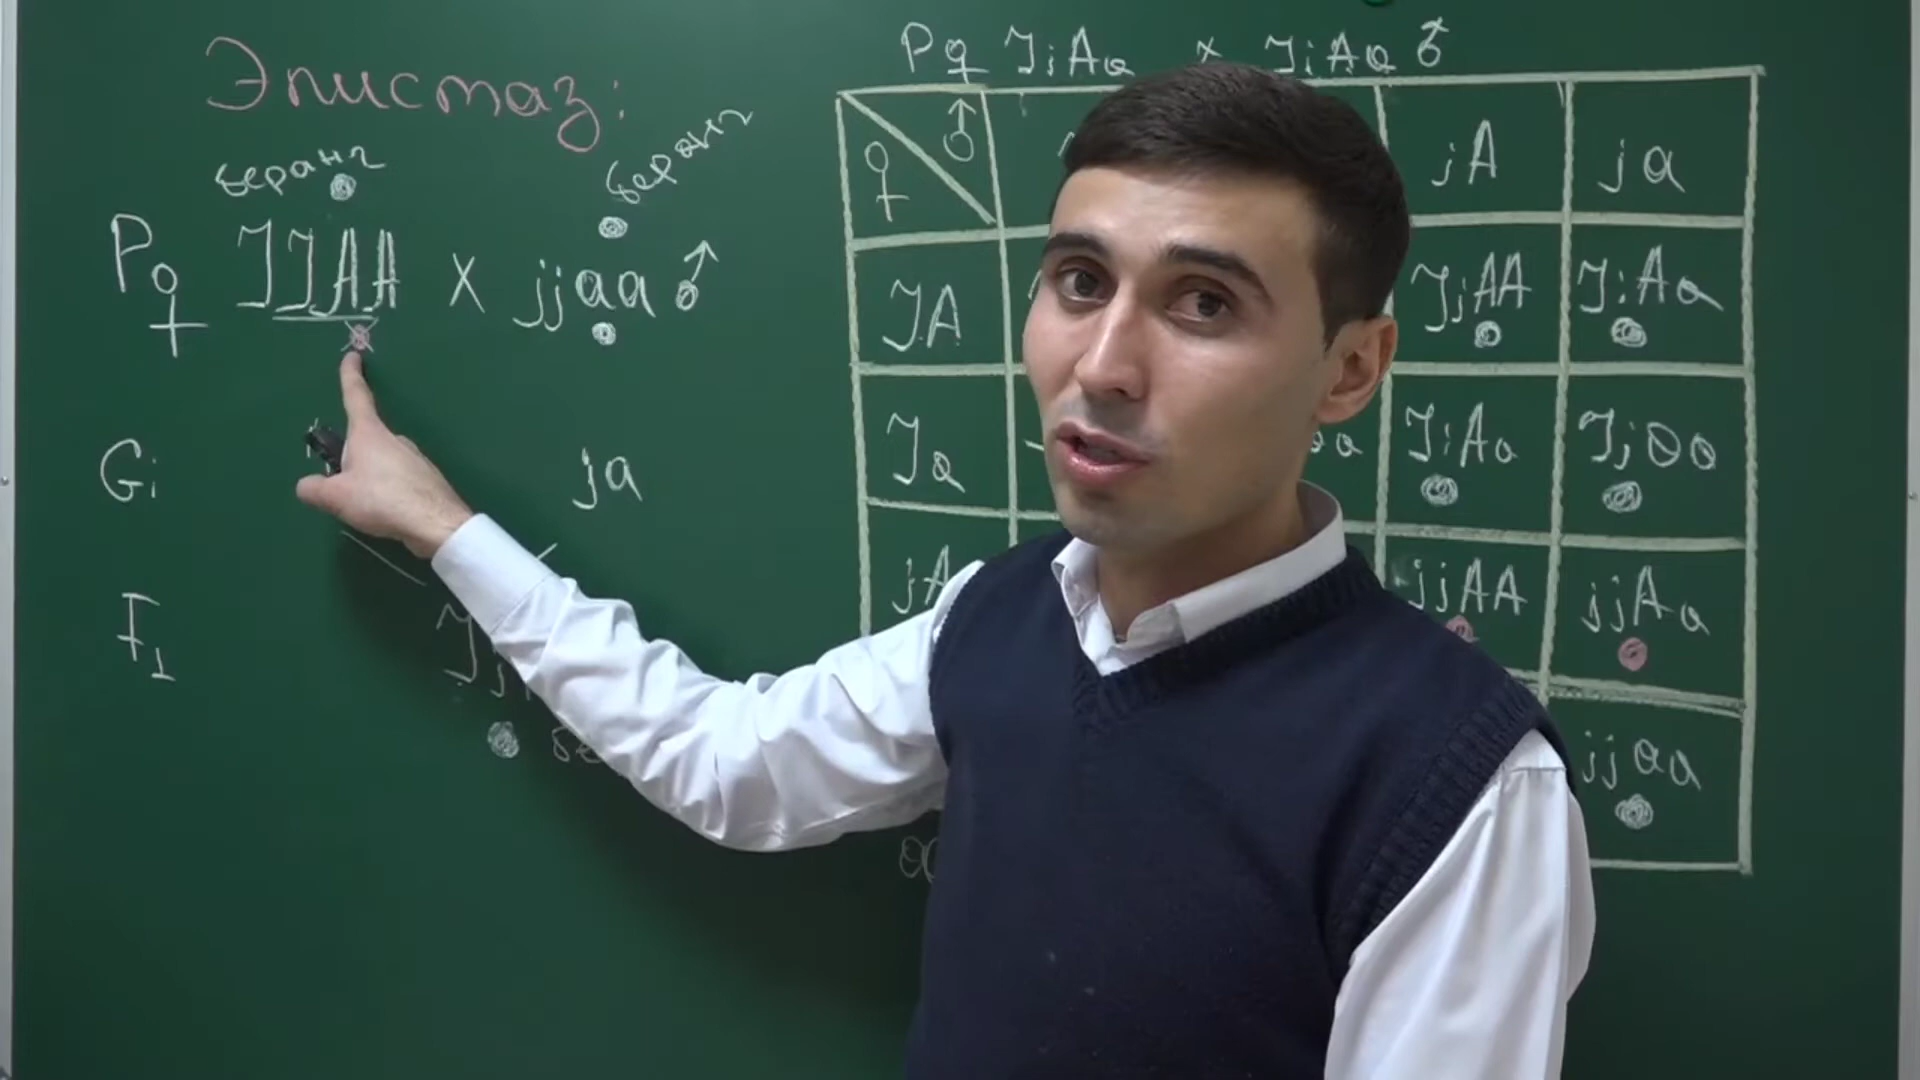 Эпистаз:
беранг
беранг
P♀ JJAA x jjaa ♂
Gi ja
F1
P♀ JjAa x JjAa ♂
♀ ♂ jA ja
JA JjAA JjAa
Ja JjAa Jjaa
jA jjAA jjAa
jjaa